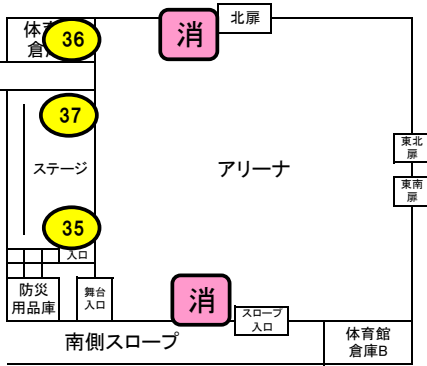 体育
倉庫
36
消
北扉
37
ステージ
アリーナ
東北
扉
東南
扉
35
入口
防災
用品庫
舞台
入口
消
スロープ
入口
南側スロープ
体育館
倉庫B